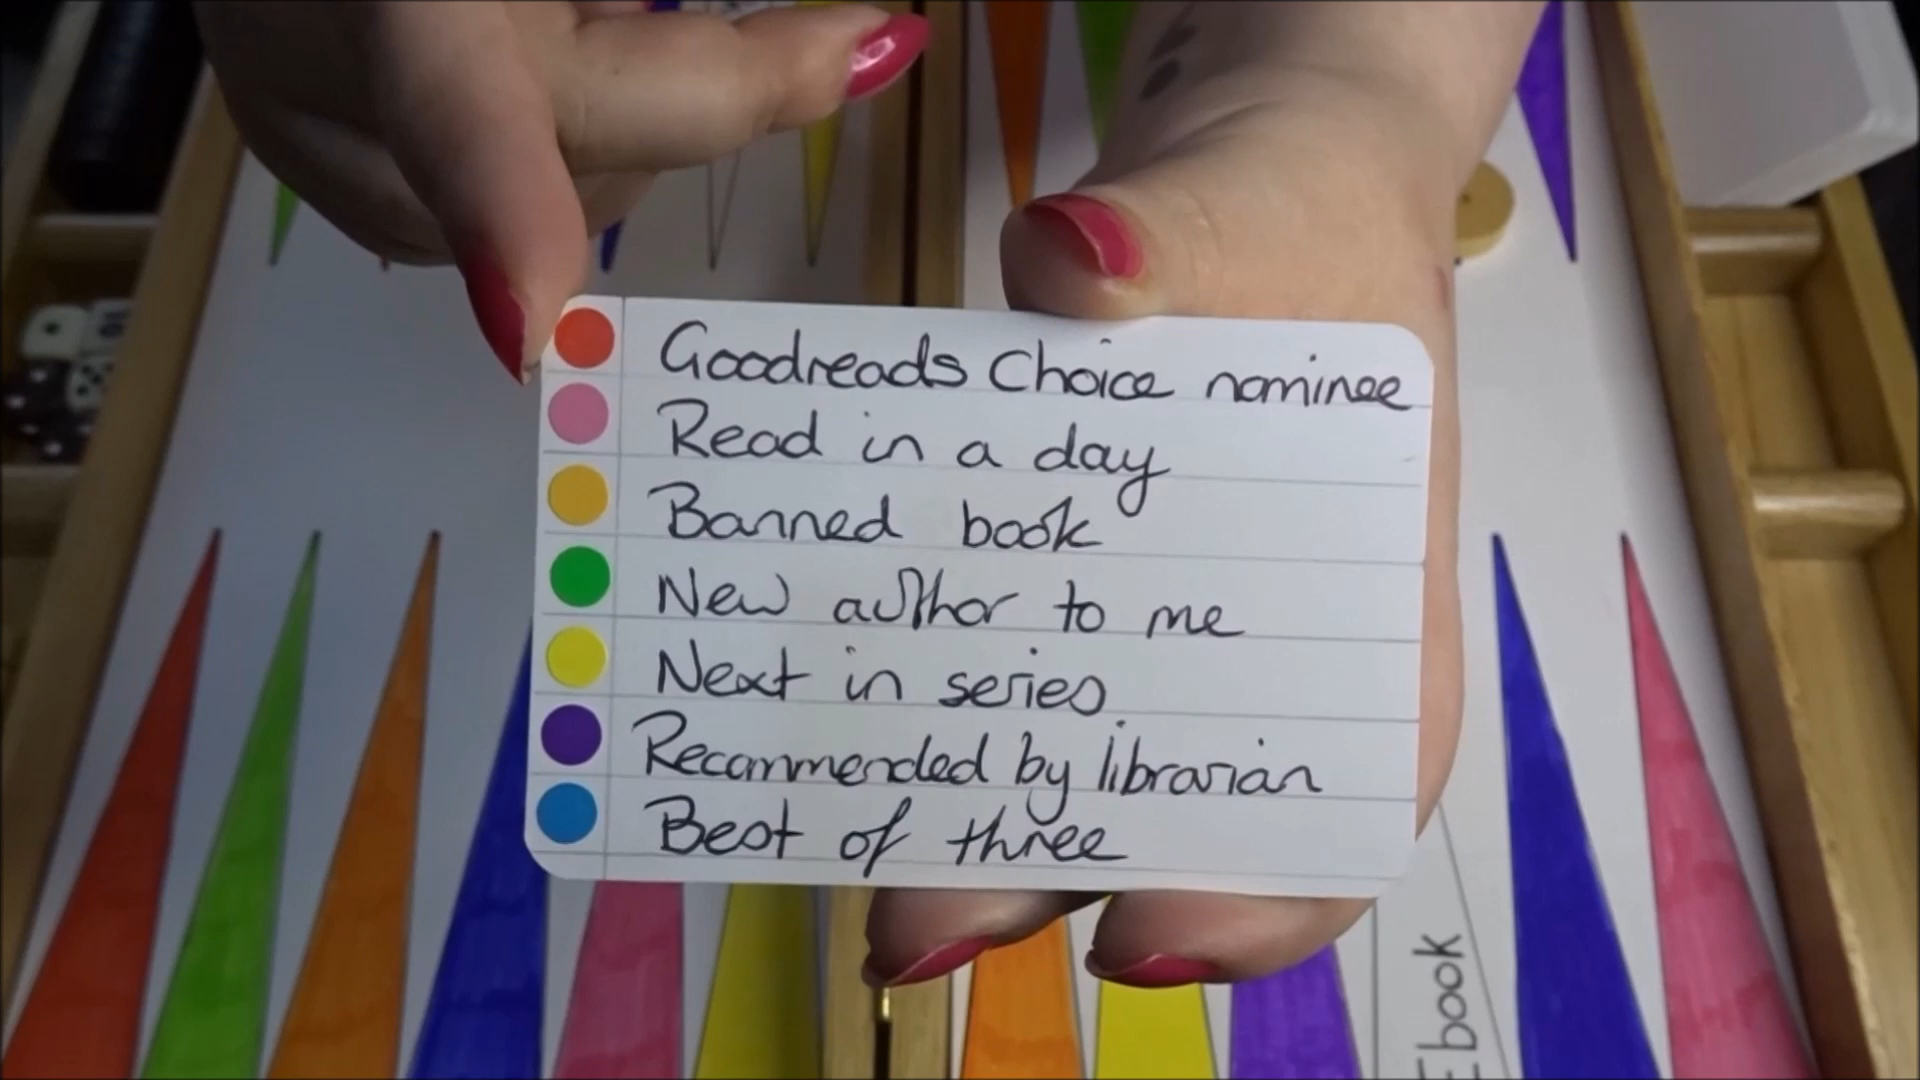 Goodreads Choice nominee
Read in a day
Banned book
New author to me
Next in series
Recommended by librarian
Best of three
Ebook